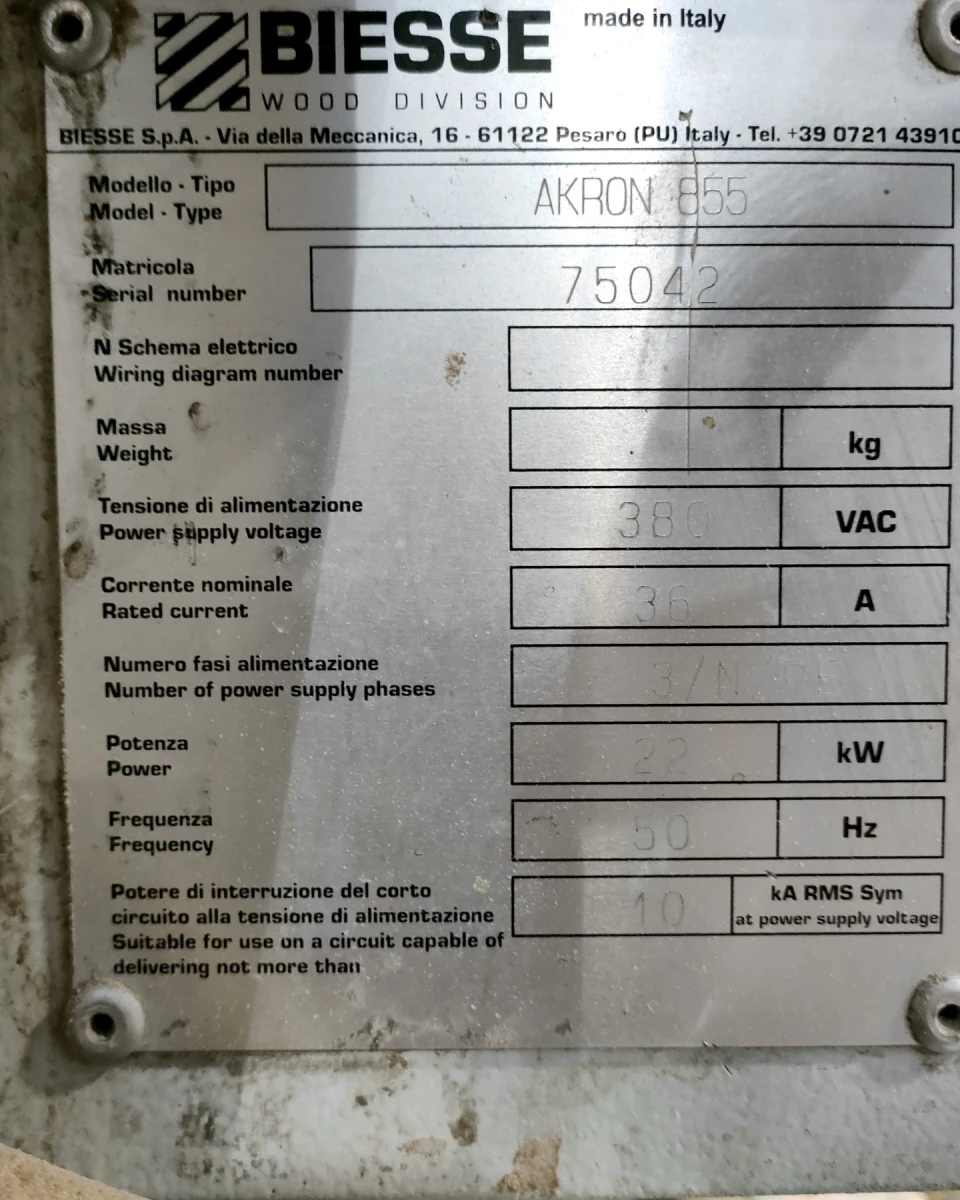 BIESSE
made in Italy
WOOD DIVISION
BIESSE S.p.A. - Via della Meccanica, 16 - 61122 Pesaro (PU) Italy - Tel. +39 0721 43910
Modello - Tipo
Model - Type
AKRON 855
Matricola
Serial number
75042
N Schema elettrico
Wiring diagram number
Massa
Weight
kg
Tensione di alimentazione
Power supply voltage
380
VAC
Corrente nominale
Rated current
36
A
Numero fasi alimentazione
Number of power supply phases
3/N PE
Potenza
Power
22
kW
Frequenza
Frequency
50
Hz
Potere di interruzione del corto
circuito alla tensione di alimentazione
Suitable for use on a circuit capable of
delivering not more than
10
kA RMS Sym
at power supply voltage